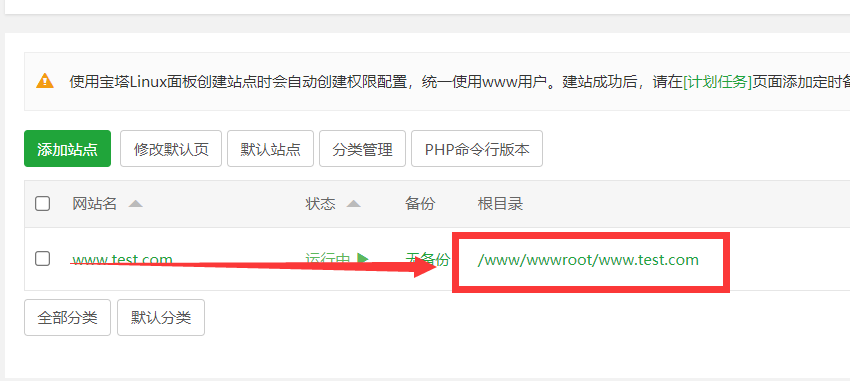 使用宝塔Linux面板创建站点时会自动创建权限配置，统一使用www用户。建站成功后，请在[计划任务]页面添加定时备
添加站点 修改默认页 默认站点 分类管理 PHP命令行版本
网站名 状态 备份 根目录
www.test.com 运行中 无备份 /www/wwwroot/www.test.com
全部分类 默认分类